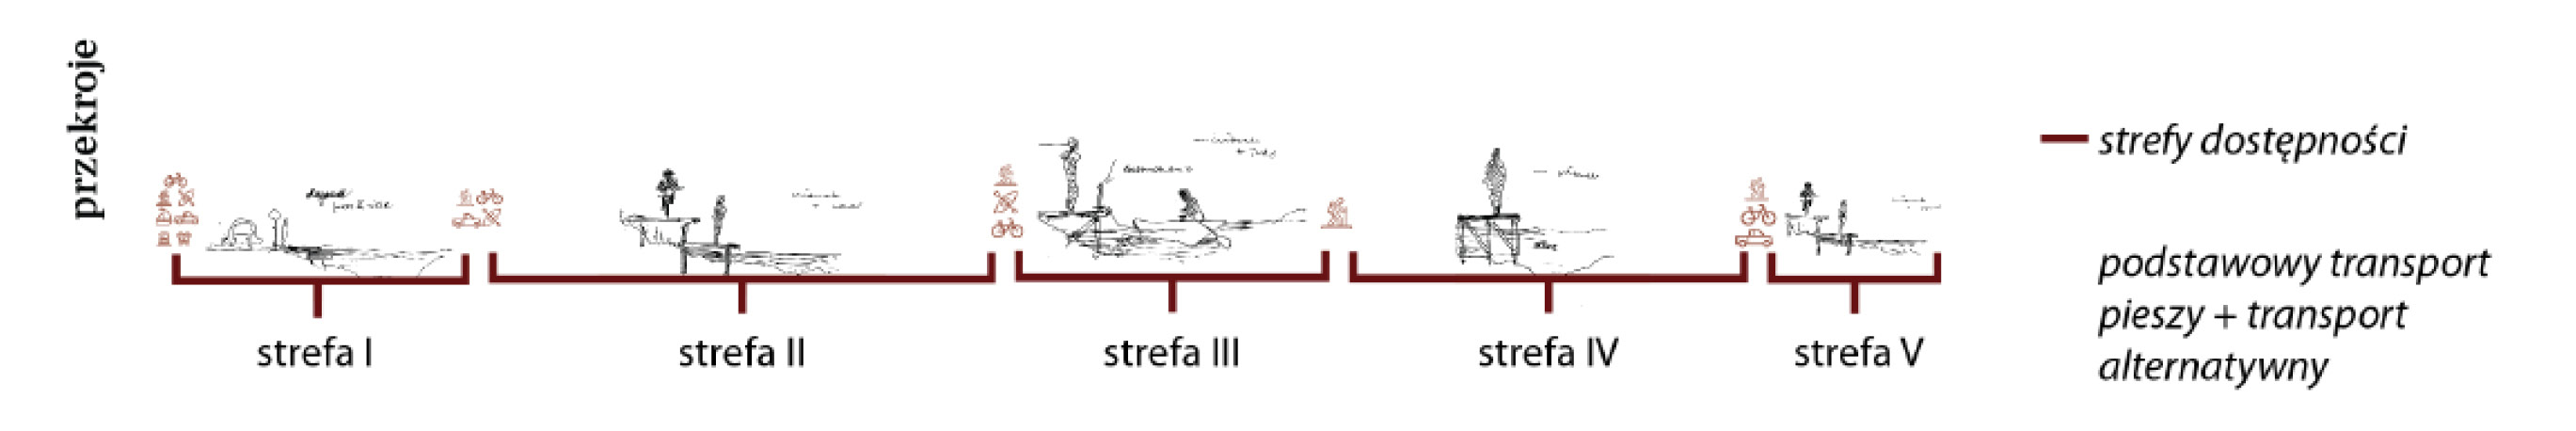 przekroje
strefa I
strefa II
strefa III
strefa IV
strefa V
strefy dostępności
podstawowy transport
pieszy + transport
alternatywny